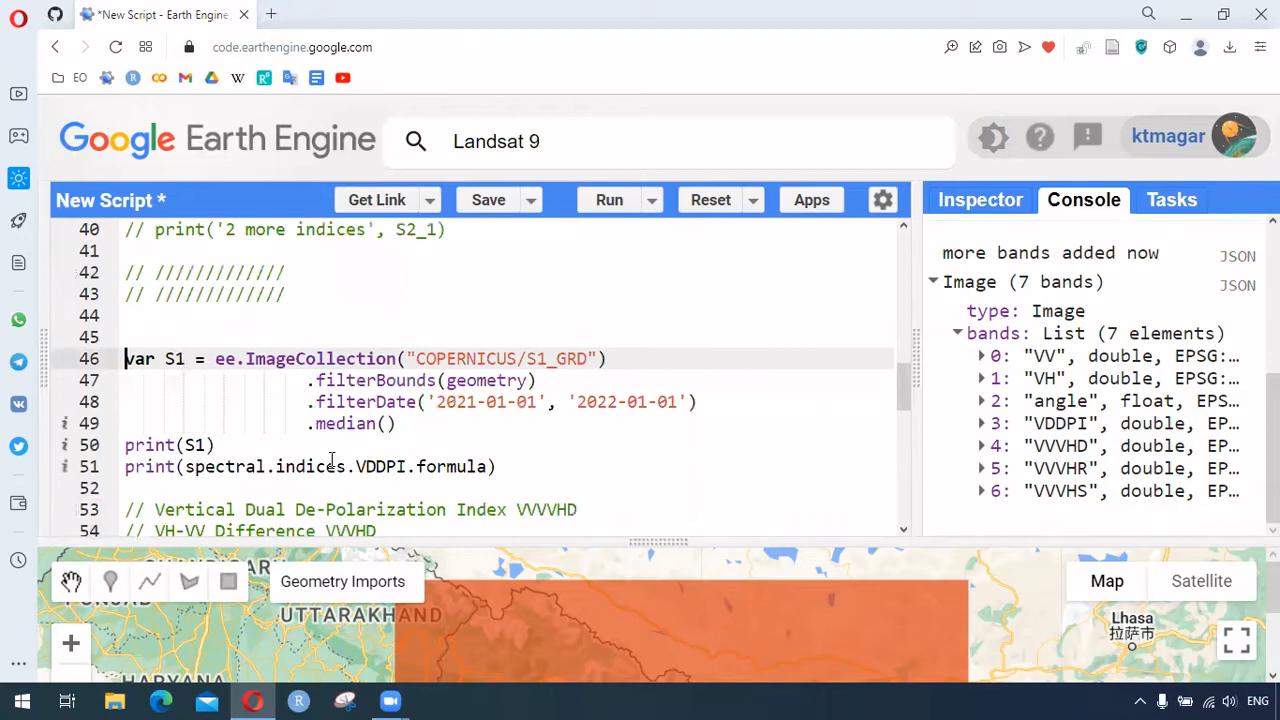 *New Script - Earth Engine
code.earthengine.google.com
EO
Google Earth Engine
Landsat 9
ktmagar
New Script *
Get Link
Save
Run
Reset
Apps
Inspector
Console
Tasks
40 // print('2 more indices', S2_1)
41
42 // /////////////
43 // /////////////
44
45
46 var S1 = ee.ImageCollection("COPERNICUS/S1_GRD")
47 .filterBounds(geometry)
48 .filterDate('2021-01-01', '2022-01-01')
49 .median()
50 print(S1)
51 print(spectral.indices.VDDPI.formula)
52
53 // Vertical Dual De-Polarization Index VVVVHD
54 // VH-VV Difference VVVHD
more bands added now JSON
Image (7 bands) JSON
type: Image
bands: List (7 elements)
0: "VV", double, EPSG:…
1: "VH", double, EPSG:…
2: "angle", float, EPS…
3: "VDDPI", double, EP…
4: "VVVHD", double, EP…
5: "VVVHR", double, EP…
6: "VVVHS", double, EP…
Geometry Imports
Map
Satellite
UTTARAKHAND
HARYANA
Lhasa
拉萨市
ENG